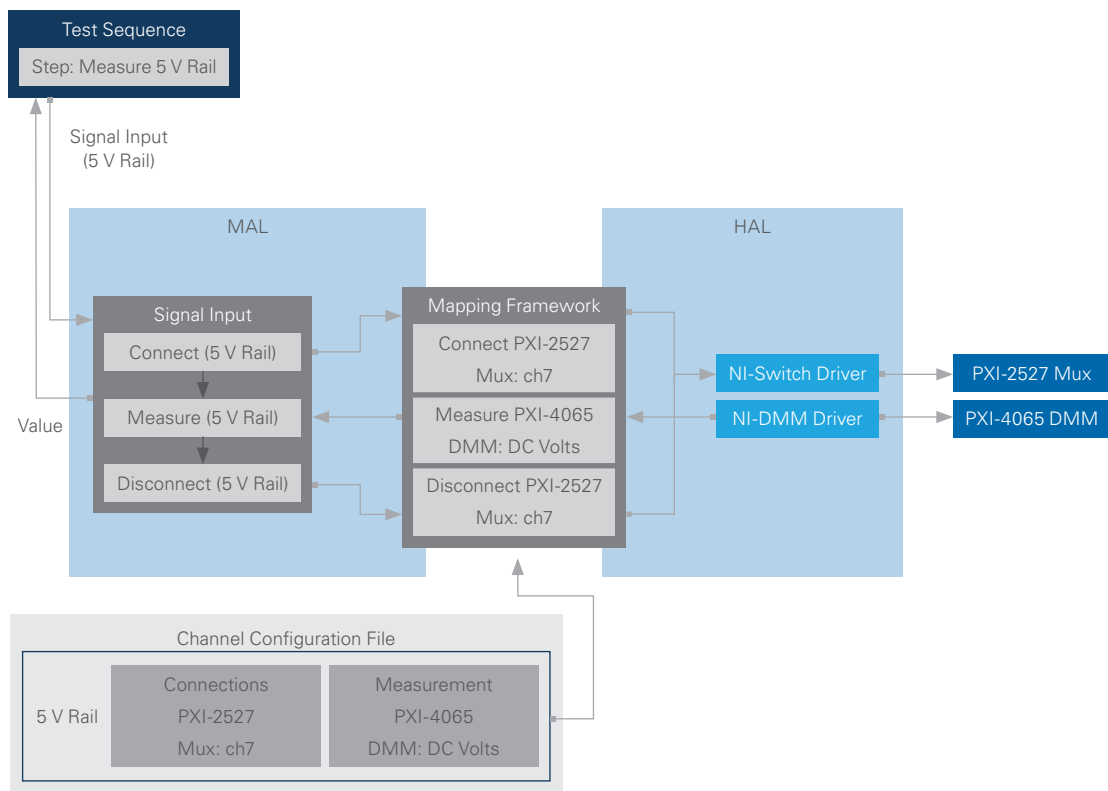 Test Sequence
Step: Measure 5 V Rail
Signal Input
(5 V Rail)
MAL
HAL
Signal Input
Connect (5 V Rail)
Measure (5 V Rail)
Disconnect (5 V Rail)
Value
Mapping Framework
Connect PXI-2527
Mux: ch7
Measure PXI-4065
DMM: DC Volts
Disconnect PXI-2527
Mux: ch7
NI-Switch Driver
NI-DMM Driver
PXI-2527 Mux
PXI-4065 DMM
Channel Configuration File
5 V Rail
Connections
PXI-2527
Mux: ch7
Measurement
PXI-4065
DMM: DC Volts